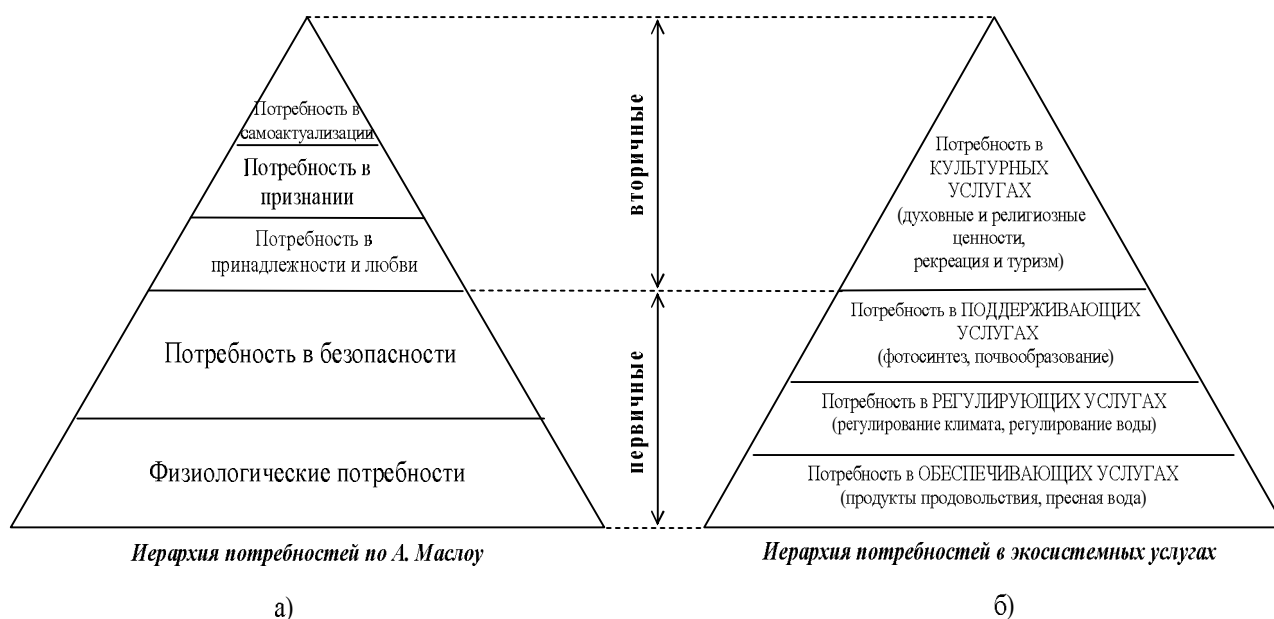 Потребность в
самоактуализации
Потребность в
признании
Потребность в
принадлежности и любви
Потребность в безопасности
Физиологические потребности
Иерархия потребностей по А. Маслоу
а)
вторичные
первичные
Потребность в
КУЛЬТУРНЫХ
УСЛУГАХ
(духовные и религиозные
ценности,
рекреация и туризм)
Потребность в ПОДДЕРЖИВАЮЩИХ
УСЛУГАХ
(фотосинтез, почвообразование)
Потребность в РЕГУЛИРУЮЩИХ УСЛУГАХ
(регулирование климата, регулирование воды)
Потребность в ОБЕСПЕЧИВАЮЩИХ УСЛУГАХ
(продукты продовольствия, пресная вода)
Иерархия потребностей в экосистемных услугах
б)